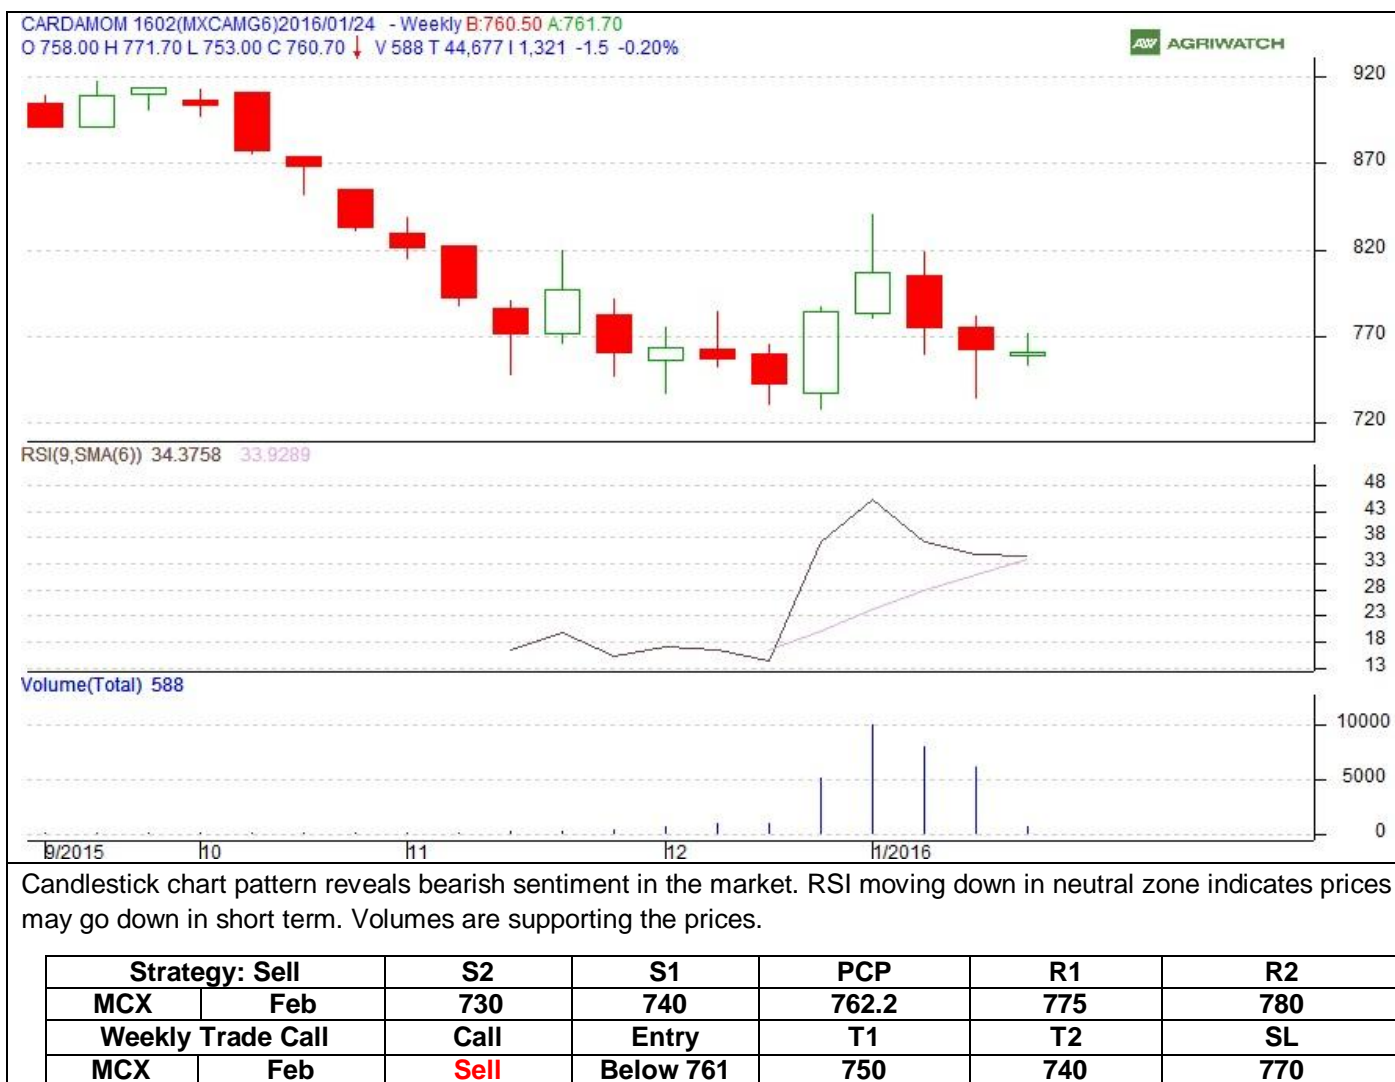 CARDAMOM 1602(MXCAMG6)2016/01/24 - Weekly B:760.50 A:761.70
O 758.00 H 771.70 L 753.00 C 760.70 ↓ V 588 T 44,677 I 1,321 -1.5 -0.20%
AW AGRIWATCH
920
870
820
770
720
RSI(9,SMA(6)) 34.3758 33.9289
48
43
38
33
28
23
18
13
Volume(Total) 588
10000
5000
0
9/2015 10 11 12 1/2016
Candlestick chart pattern reveals bearish sentiment in the market. RSI moving down in neutral zone indicates prices
may go down in short term. Volumes are supporting the prices.
Strategy: Sell S2 S1 PCP R1 R2
MCX Feb 730 740 762.2 775 780
Weekly Trade Call Call Entry T1 T2 SL
MCX Feb Sell Below 761 750 740 770